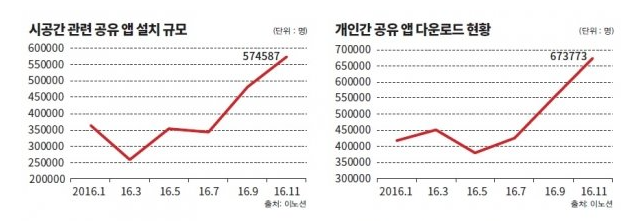 시공간 관련 공유 앱 설치 규모
(단위 : 명)
600000
550000
500000
450000
400000
350000
300000
250000
200000
574587
2016.1 16.3 16.5 16.7 16.9 16.11
출처: 이노션
개인간 공유 앱 다운로드 현황
(단위 : 명)
700000
650000
600000
550000
500000
450000
400000
350000
300000
673773
2016.1 16.3 16.5 16.7 16.9 16.11
출처: 이노션